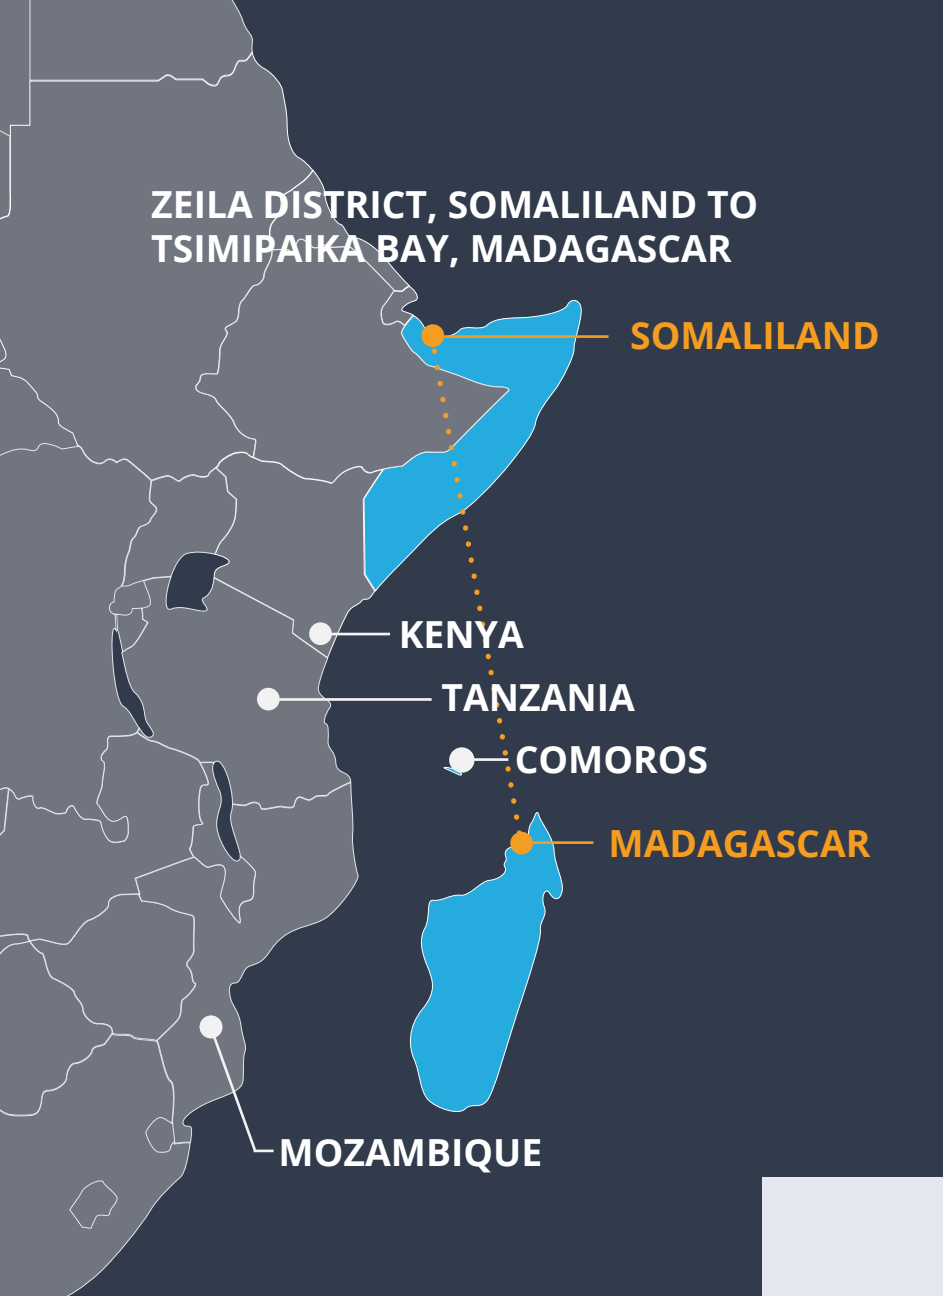 ZEILA DISTRICT, SOMALILAND TO
TSIMIPAIKA BAY, MADAGASCAR
SOMALILAND
KENYA
TANZANIA
COMOROS
MADAGASCAR
MOZAMBIQUE